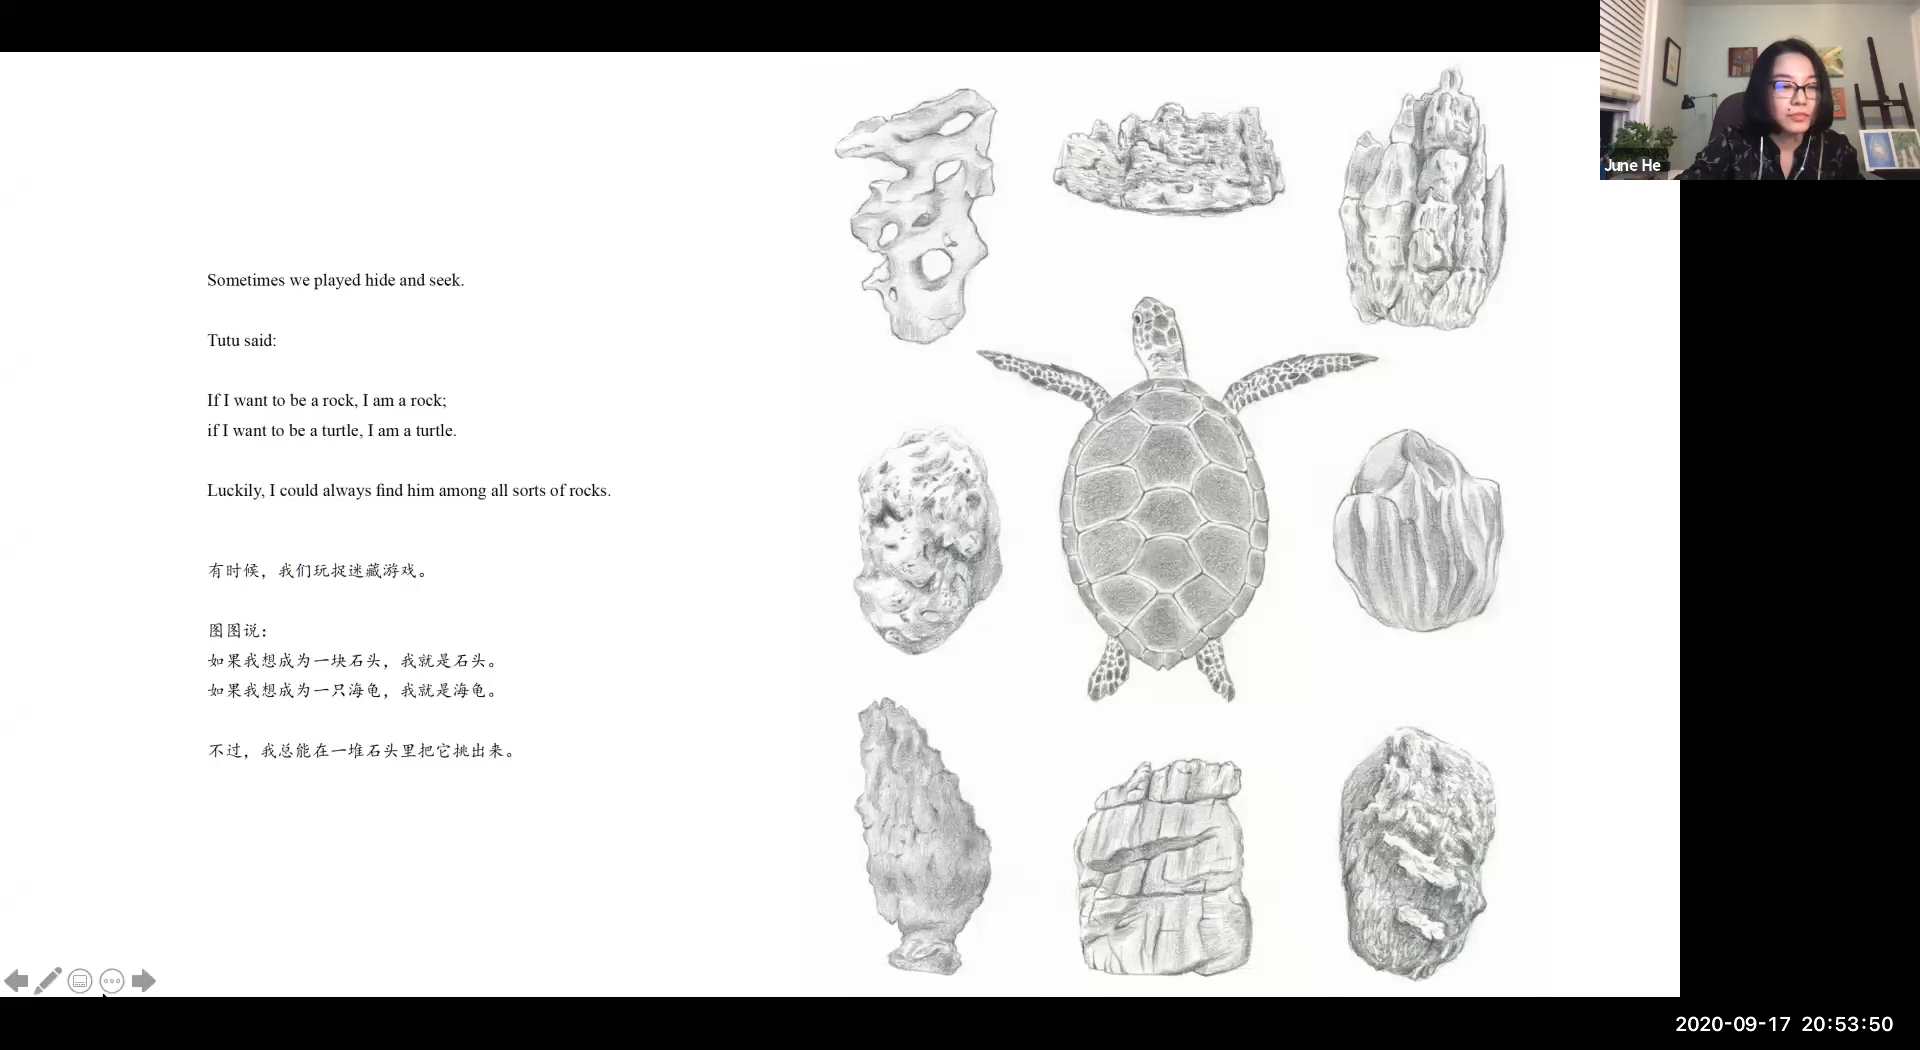 June He
Sometimes we played hide and seek.
Tutu said:
If I want to be a rock, I am a rock;
if I want to be a turtle, I am a turtle.
Luckily, I could always find him among all sorts of rocks.
有时候，我们玩捉迷藏游戏。
图图说：
如果我想成为一块石头，我就是石头。
如果我想成为一只海龟，我就是海龟。
不过，我总能在一堆石头里把它挑出来。
2020-09-17 20:53:50